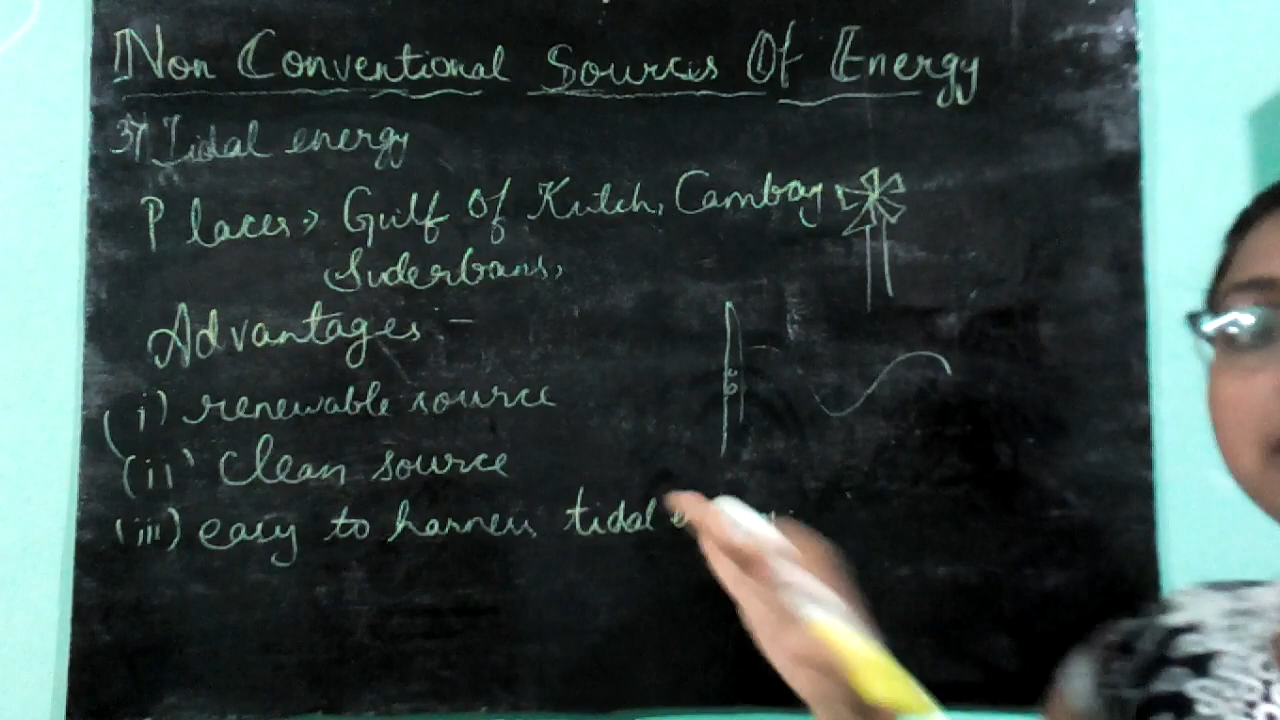 Non Conventional Sources Of Energy
3) Tidal energy
Places → Gulf Of Kutch, Cambay,
Suderbans,
Advantages -
(i) renewable source
(ii) Clean source
(iii) easy to harness tidal